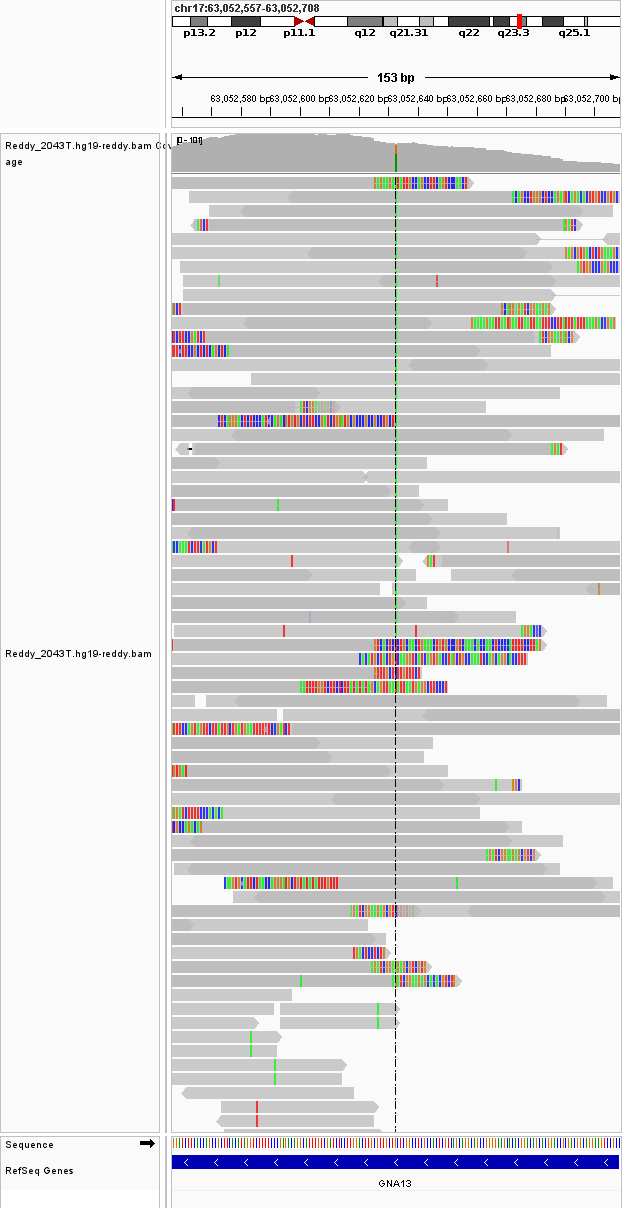 chr17:63,052,557-63,052,708
p13.2 p12 p11.1 q12 q21.31 q22 q23.3 q25.1
153 bp
63,052,580 bp 63,052,600 bp 63,052,620 bp 63,052,640 bp 63,052,660 bp 63,052,680 bp 63,052,700 bp
[0 - 101]
Reddy_2043T.hg19-reddy.bam Cov
age
Reddy_2043T.hg19-reddy.bam
Sequence
RefSeq Genes
GNA13